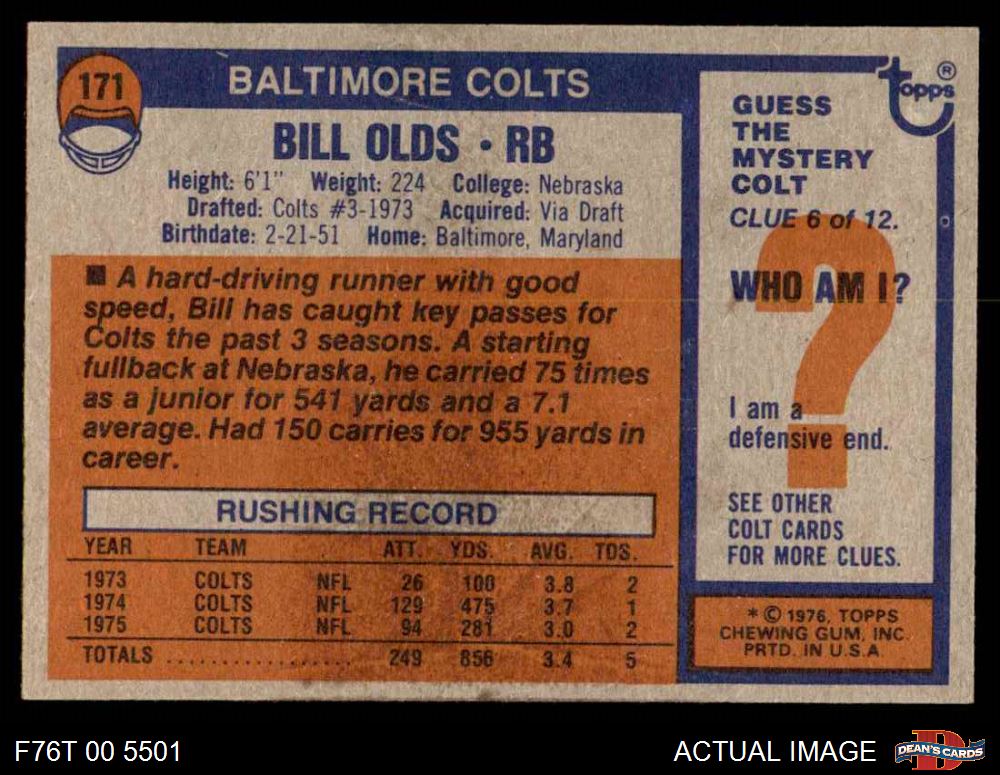 171
BALTIMORE COLTS
BILL OLDS • RB
Height: 6'1" Weight: 224 College: Nebraska
Drafted: Colts #3-1973 Acquired: Via Draft
Birthdate: 2-21-51 Home: Baltimore, Maryland
■ A hard-driving runner with good
speed, Bill has caught key passes for
Colts the past 3 seasons. A starting
fullback at Nebraska, he carried 75 times
as a junior for 541 yards and a 7.1
average. Had 150 carries for 955 yards in
career.
RUSHING RECORD
YEAR TEAM ATT. YDS. AVG. TDS.
1973 COLTS NFL 26 100 3.8 2
1974 COLTS NFL 129 475 3.7 1
1975 COLTS NFL 94 281 3.0 2
TOTALS .................... 249 856 3.4 5
topps ®
GUESS
THE
MYSTERY
COLT
CLUE 6 of 12.
WHO AM I?
?
I am a
defensive end.
SEE OTHER
COLT CARDS
FOR MORE CLUES.
* © 1976, TOPPS
CHEWING GUM, INC.
PRTD. IN U.S.A.
F76T 00 5501
ACTUAL IMAGE
D
DEAN'S CARDS